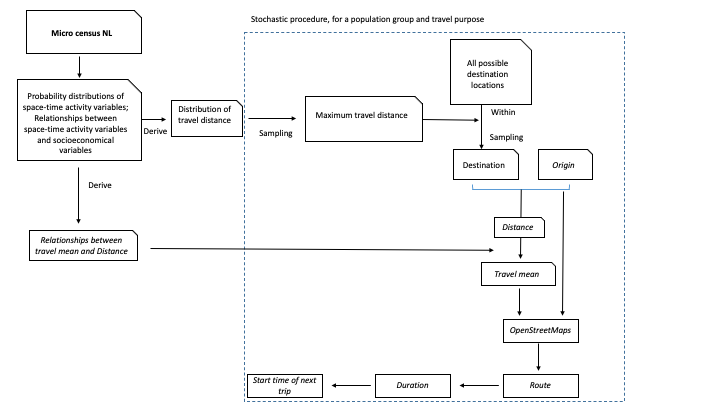 Stochastic procedure, for a population group and travel purpose
Micro census NL
All possible
destination
locations
Probability distributions of
space-time activity variables;
Relationships between
space-time activity variables
and socioeconomical
variables
Derive
Distribution of
travel distance
Sampling
Maximum travel distance
Within
Sampling
Destination
Origin
Derive
Distance
Relationships between
travel mean and Distance
Travel mean
OpenStreetMaps
Start time of next
trip
Duration
Route